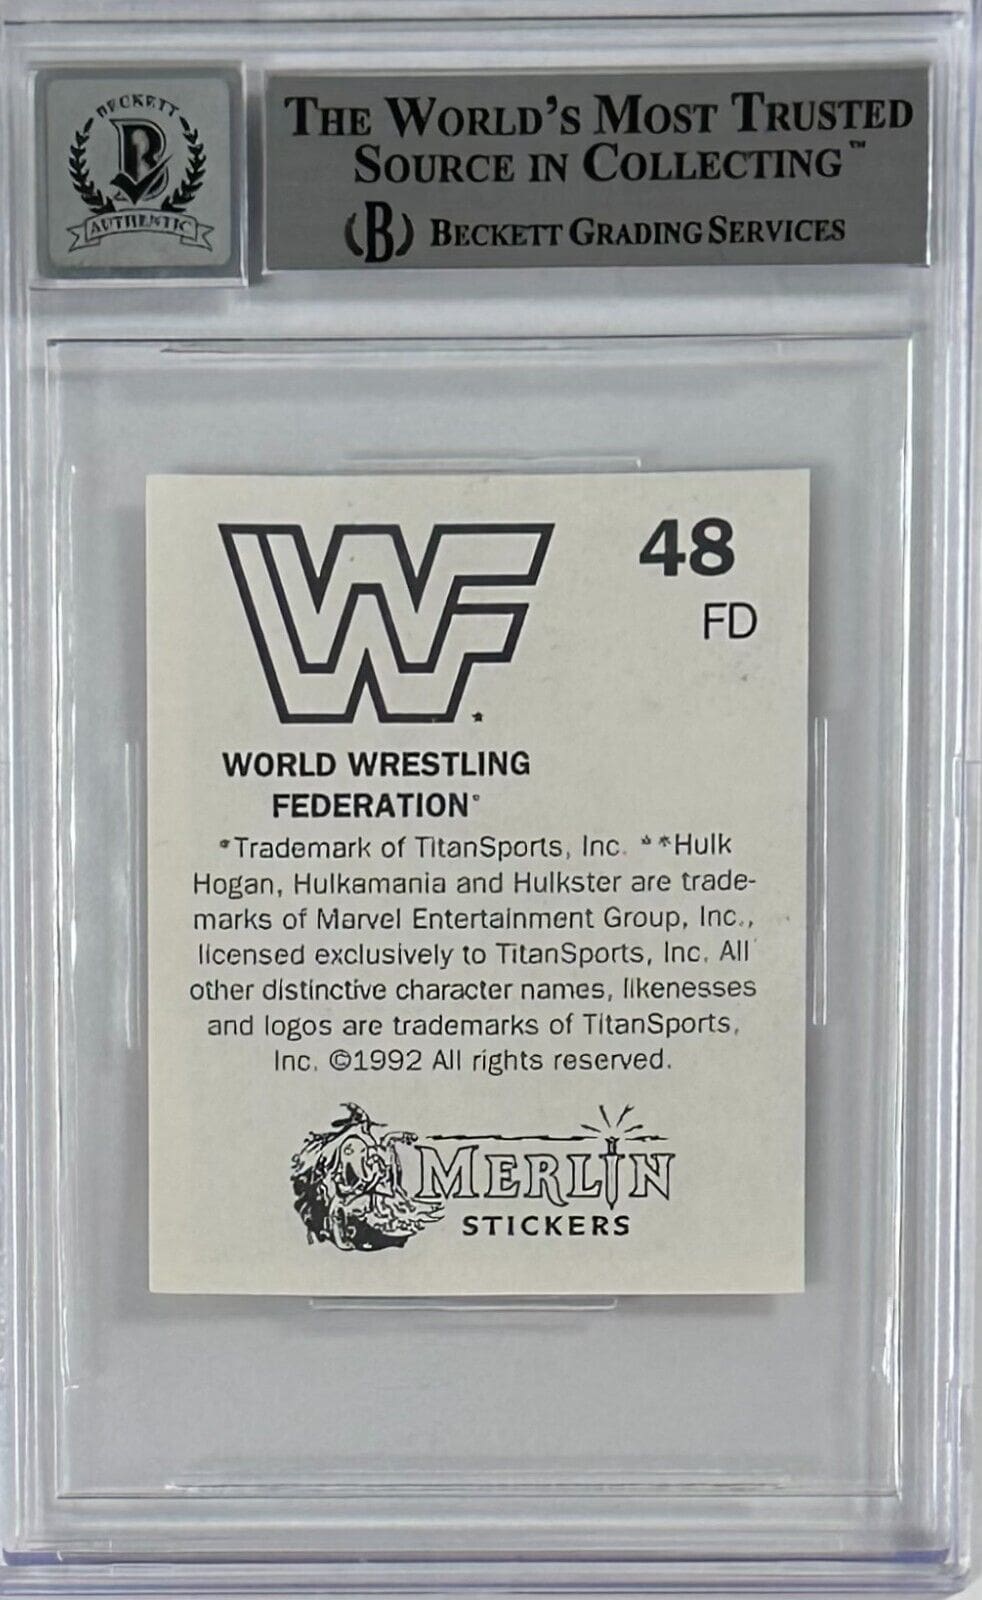 BECKETT
B
AUTHENTIC
THE WORLD'S MOST TRUSTED
SOURCE IN COLLECTING™
(B) BECKETT GRADING SERVICES
WF
48
FD
WORLD WRESTLING
FEDERATION®
*Trademark of TitanSports, Inc. **Hulk
Hogan, Hulkamania and Hulkster are trade-
marks of Marvel Entertainment Group, Inc.,
licensed exclusively to TitanSports, Inc. All
other distinctive character names, likenesses
and logos are trademarks of TitanSports,
Inc. ©1992 All rights reserved.
MERLIN
STICKERS